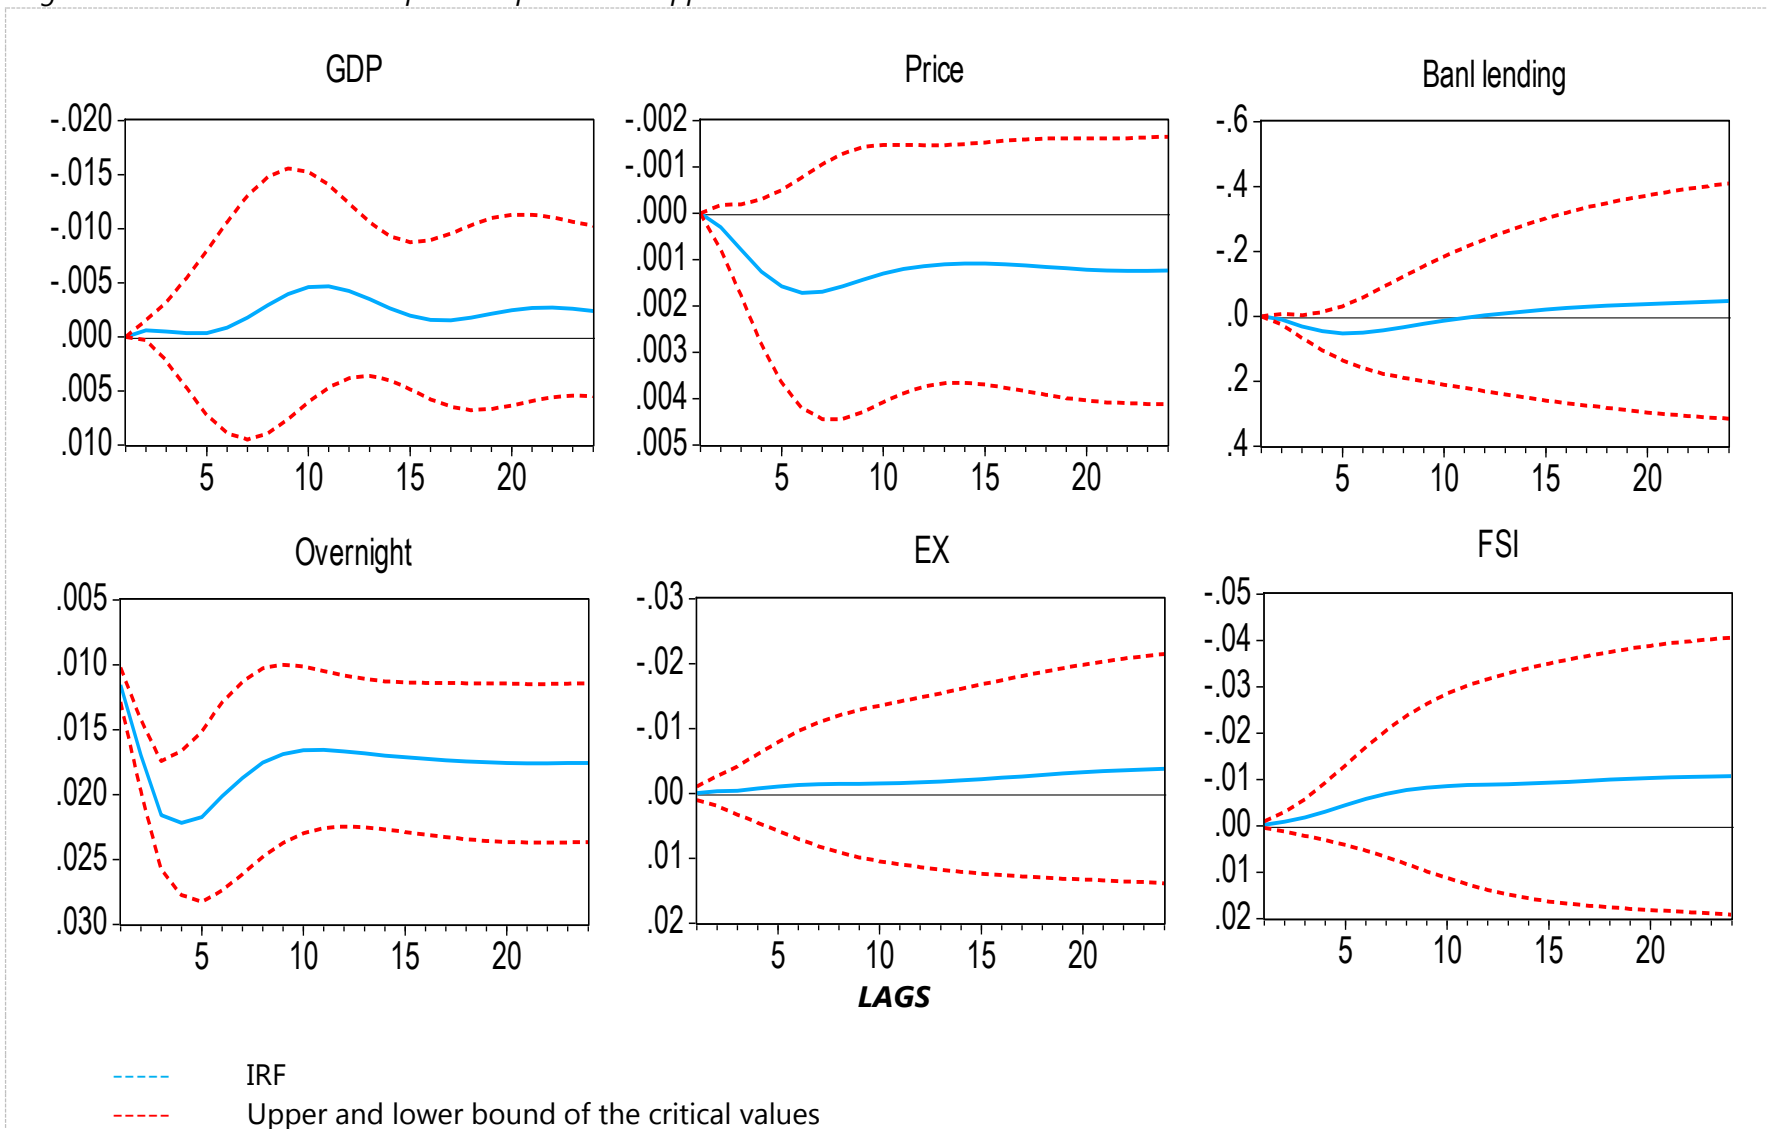 GDP
-.020
-.015
-.010
-.005
.000
.005
.010
5 10 15 20
Price
-.002
-.001
.000
.001
.002
.003
.004
.005
5 10 15 20
Banl lending
-.6
-.4
-.2
.0
.2
.4
5 10 15 20
Overnight
.005
.010
.015
.020
.025
.030
5 10 15 20
EX
-.03
-.02
-.01
.00
.01
.02
5 10 15 20
FSI
-.05
-.04
-.03
-.02
-.01
.00
.01
.02
5 10 15 20
LAGS
IRF
Upper and lower bound of the critical values